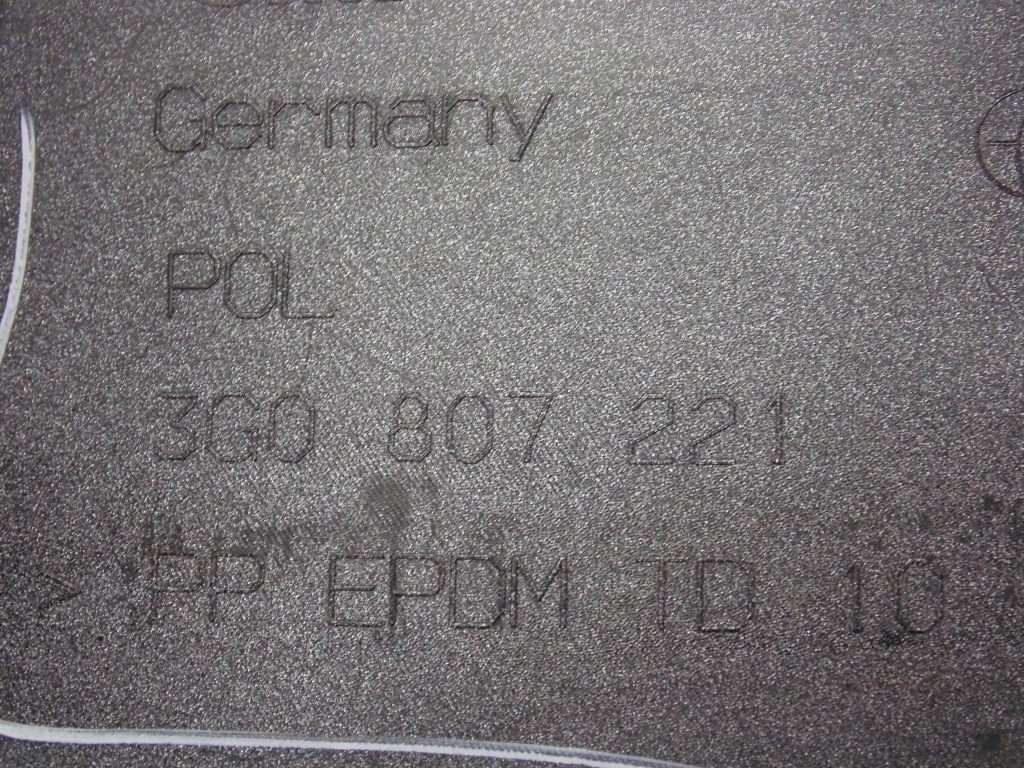 Germany
POL
3G0 807 221
> PP EPDM TD 10